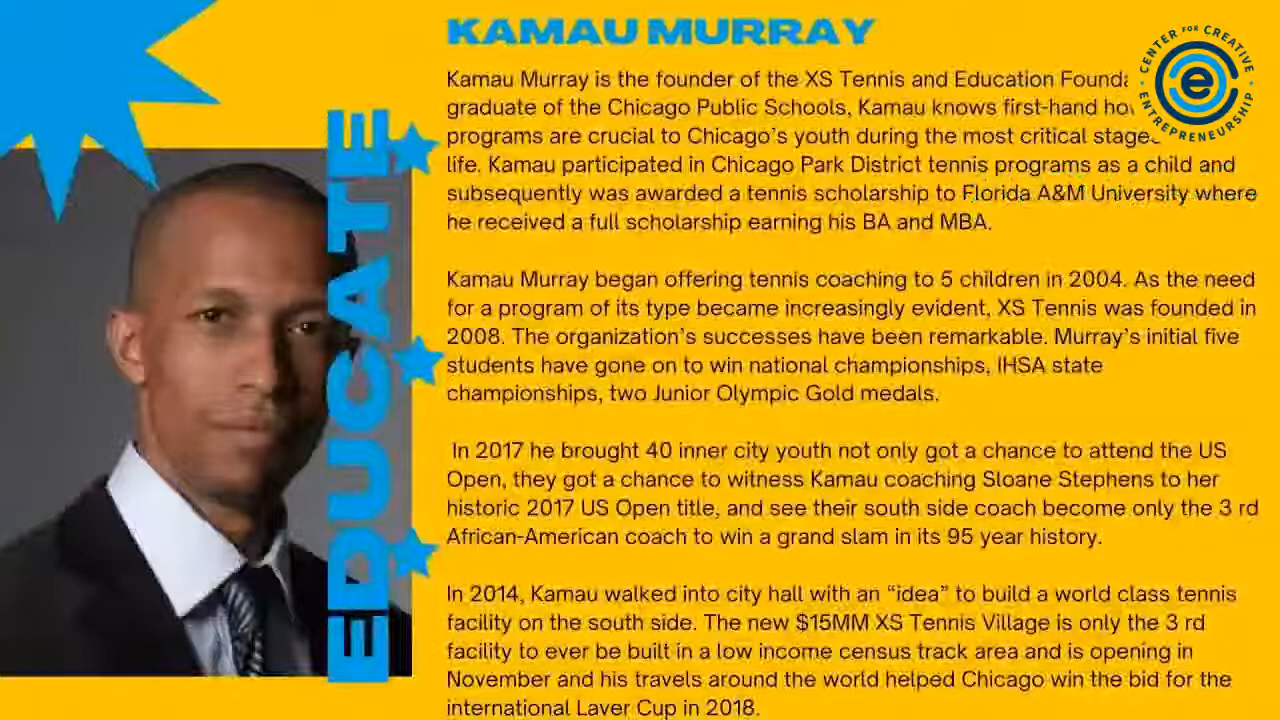 KAMAU MURRAY
CENTER FOR CREATIVE ENTREPRENEURSHIP
e
EDUCATE
Kamau Murray is the founder of the XS Tennis and Education Founda
graduate of the Chicago Public Schools, Kamau knows first-hand
programs are crucial to Chicago's youth during the most critical
life. Kamau participated in Chicago Park District tennis programs as a child and
subsequently was awarded a tennis scholarship to Florida A&M University where
he received a full scholarship earning his BA and MBA.
Kamau Murray began offering tennis coaching to 5 children in 2004. As the need
for a program of its type became increasingly evident, XS Tennis was founded in
2008. The organization's successes have been remarkable. Murray's initial five
students have gone on to win national championships, IHSA state
championships, two Junior Olympic Gold medals.
In 2017 he brought 40 inner city youth not only got a chance to attend the US
Open, they got a chance to witness Kamau coaching Sloane Stephens to her
historic 2017 US Open title, and see their south side coach become only the 3 rd
African-American coach to win a grand slam in its 95 year history.
In 2014, Kamau walked into city hall with an “idea” to build a world class tennis
facility on the south side. The new $15MM XS Tennis Village is only the 3 rd
facility to ever be built in a low income census track area and is opening in
November and his travels around the world helped Chicago win the bid for the
international Laver Cup in 2018.